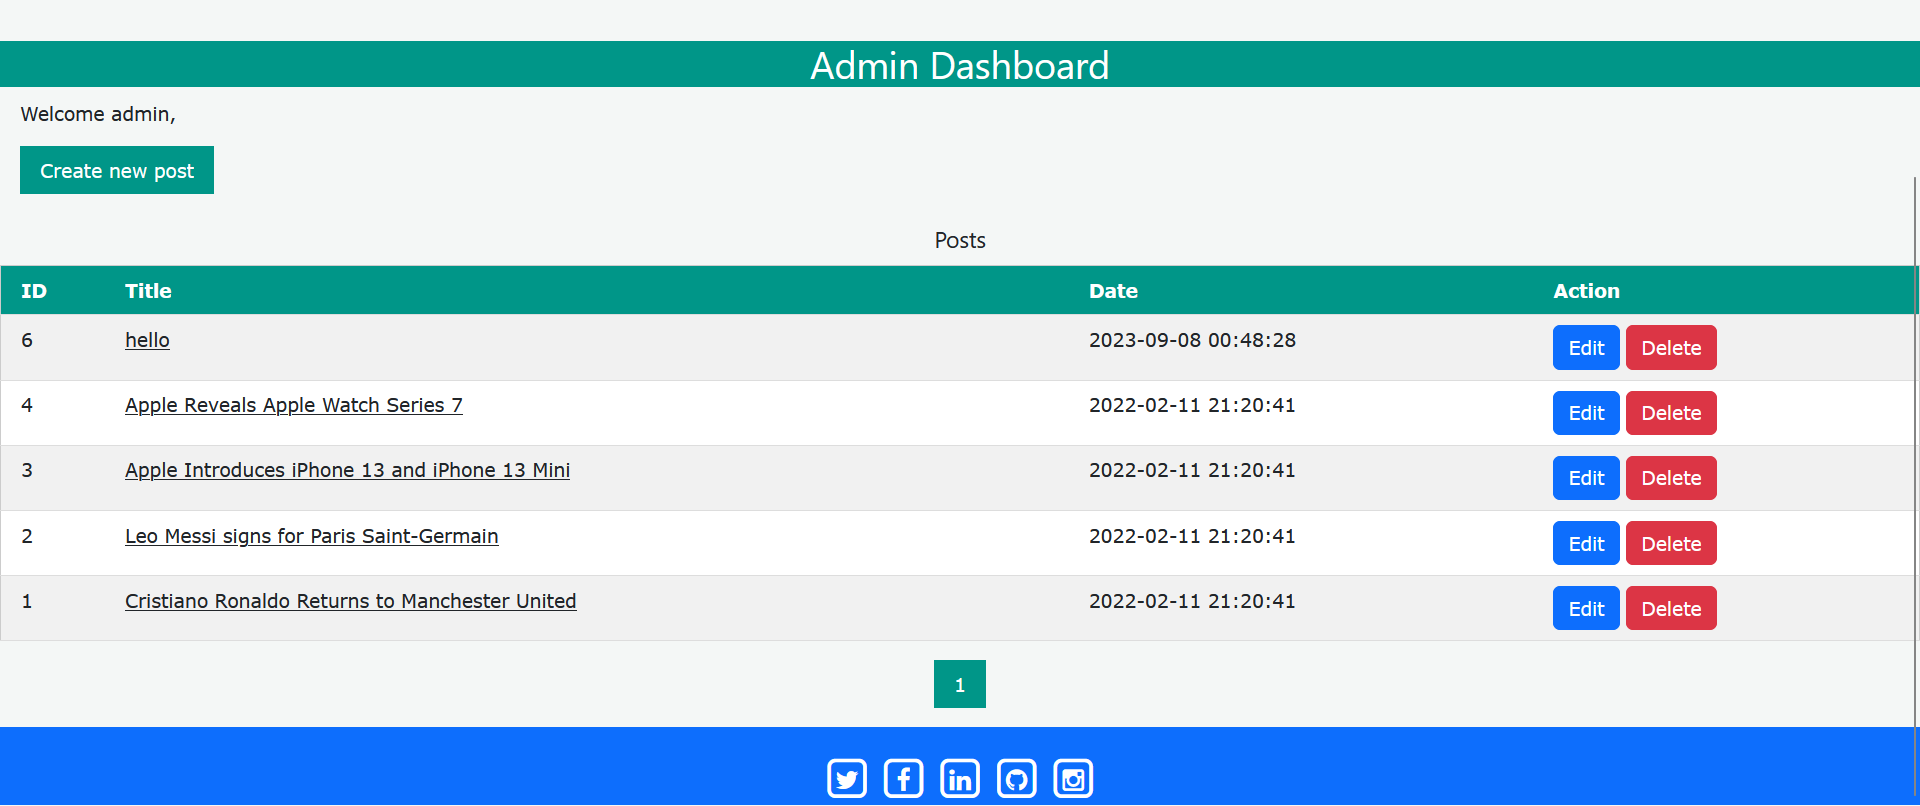 Admin Dashboard
Welcome admin,
Create new post
Posts
ID Title Date Action
6 hello 2023-09-08 00:48:28 Edit Delete
4 Apple Reveals Apple Watch Series 7 2022-02-11 21:20:41 Edit Delete
3 Apple Introduces iPhone 13 and iPhone 13 Mini 2022-02-11 21:20:41 Edit Delete
2 Leo Messi signs for Paris Saint-Germain 2022-02-11 21:20:41 Edit Delete
1 Cristiano Ronaldo Returns to Manchester United 2022-02-11 21:20:41 Edit Delete
1